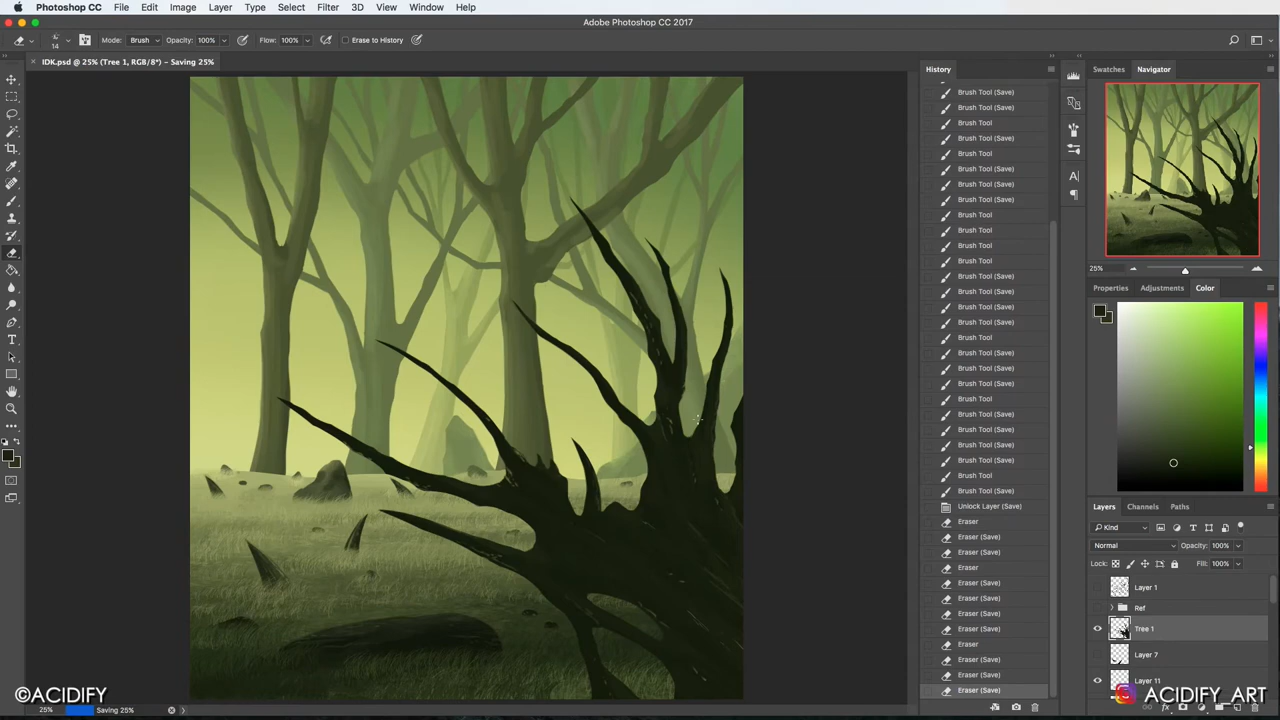 Photoshop CC File Edit Image Layer Type Select Filter 3D View Window Help
Adobe Photoshop CC 2017
14 Mode: Brush Opacity: 100% Flow: 100% Erase to History
× IDK.psd @ 25% (Tree 1, RGB/8*) – Saving 25%
History
Brush Tool (Save)
Brush Tool (Save)
Brush Tool
Brush Tool (Save)
Brush Tool
Brush Tool (Save)
Brush Tool (Save)
Brush Tool (Save)
Brush Tool
Brush Tool
Brush Tool
Brush Tool
Brush Tool (Save)
Brush Tool (Save)
Brush Tool (Save)
Brush Tool (Save)
Brush Tool
Brush Tool (Save)
Brush Tool (Save)
Brush Tool (Save)
Brush Tool
Brush Tool (Save)
Brush Tool (Save)
Brush Tool (Save)
Brush Tool (Save)
Brush Tool
Brush Tool (Save)
Unlock Layer (Save)
Eraser
Eraser (Save)
Eraser (Save)
Eraser
Eraser (Save)
Eraser (Save)
Eraser (Save)
Eraser (Save)
Eraser
Eraser (Save)
Eraser (Save)
Eraser (Save)
Swatches Navigator
25%
Properties Adjustments Color
Layers Channels Paths
Kind
Normal Opacity: 100%
Lock: Fill: 100%
Layer 1
Ref
Tree 1
Layer 7
Layer 11
©ACIDIFY
ACIDIFY_ART
25% Saving 25%